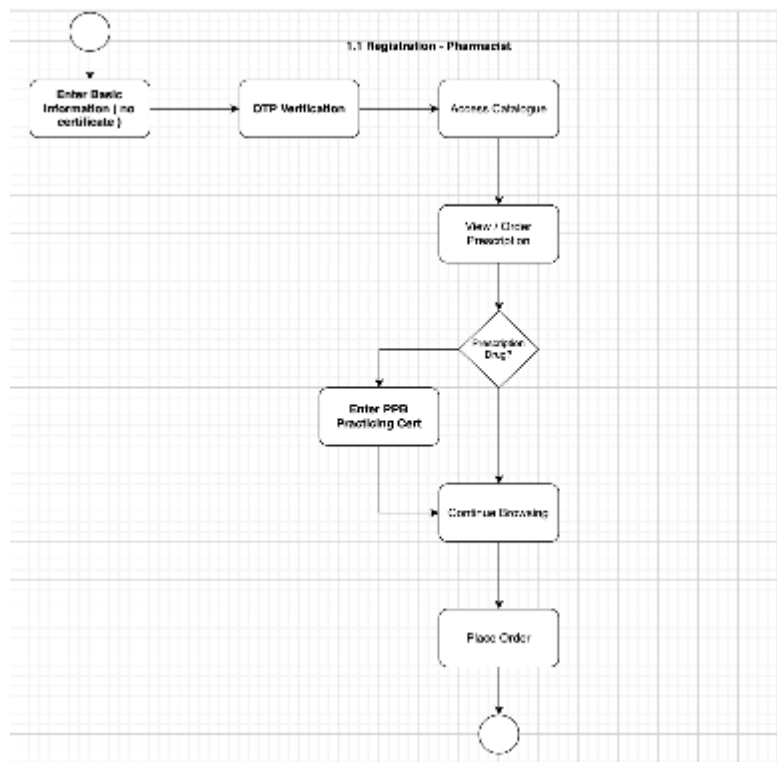 1.1 Registration - Pharmacist
Enter Basic
Information ( no
certificate )
OTP Verification
Access Catalogue
View / Order
Prescription
Prescription
Drug?
Enter PPB
Practicing Cert
Continue Browsing
Place Order